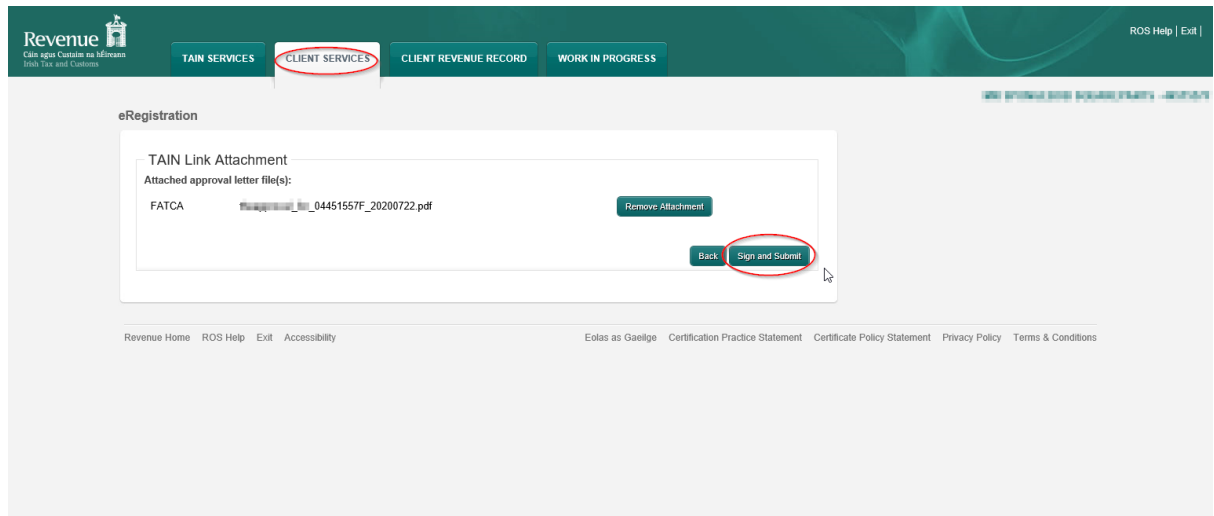 Revenue
Cáin agus Custaim na hÉireann
Irish Tax and Customs
TAIN SERVICES
CLIENT SERVICES
CLIENT REVENUE RECORD
WORK IN PROGRESS
ROS Help | Exit |
eRegistration
TAIN Link Attachment
Attached approval letter file(s):
FATCA _04451557F_20200722.pdf Remove Attachment
Back Sign and Submit
Revenue Home ROS Help Exit Accessibility Eolas as Gaeilge Certification Practice Statement Certificate Policy Statement Privacy Policy Terms & Conditions